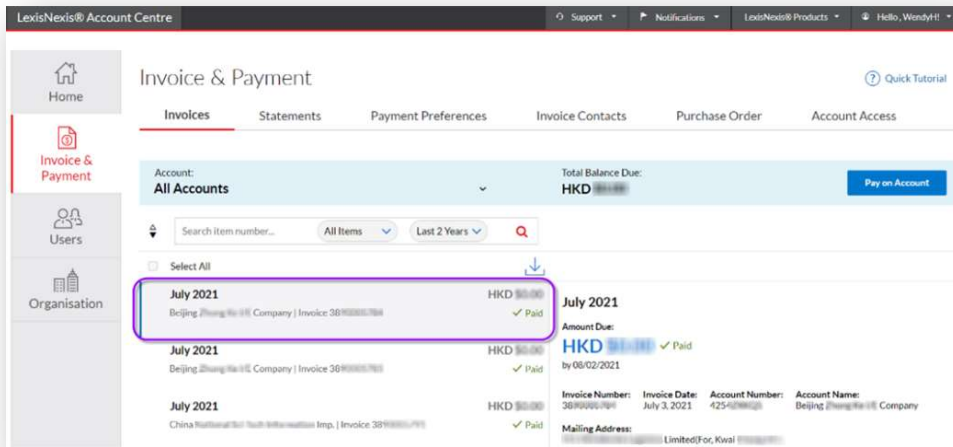 LexisNexis® Account Centre
Support
Notifications
LexisNexis® Products
Hello, WendyH!
Home
Invoice & Payment
Users
Organisation
Invoice & Payment
? Quick Tutorial
Invoices
Statements
Payment Preferences
Invoice Contacts
Purchase Order
Account Access
Account:
All Accounts
Total Balance Due:
HKD
Pay on Account
Search item number...
All Items
Last 2 Years
Select All
July 2021
HKD
Beijing Company | Invoice 38
Paid
July 2021
HKD
Beijing Company | Invoice 38
Paid
July 2021
HKD
China Imp. | Invoice 38
Paid
July 2021
Amount Due:
HKD
Paid
by 08/02/2021
Invoice Number:
38
Invoice Date:
July 3, 2021
Account Number:
4254
Account Name:
Beijing Company
Mailing Address:
Limited(For, Kwai